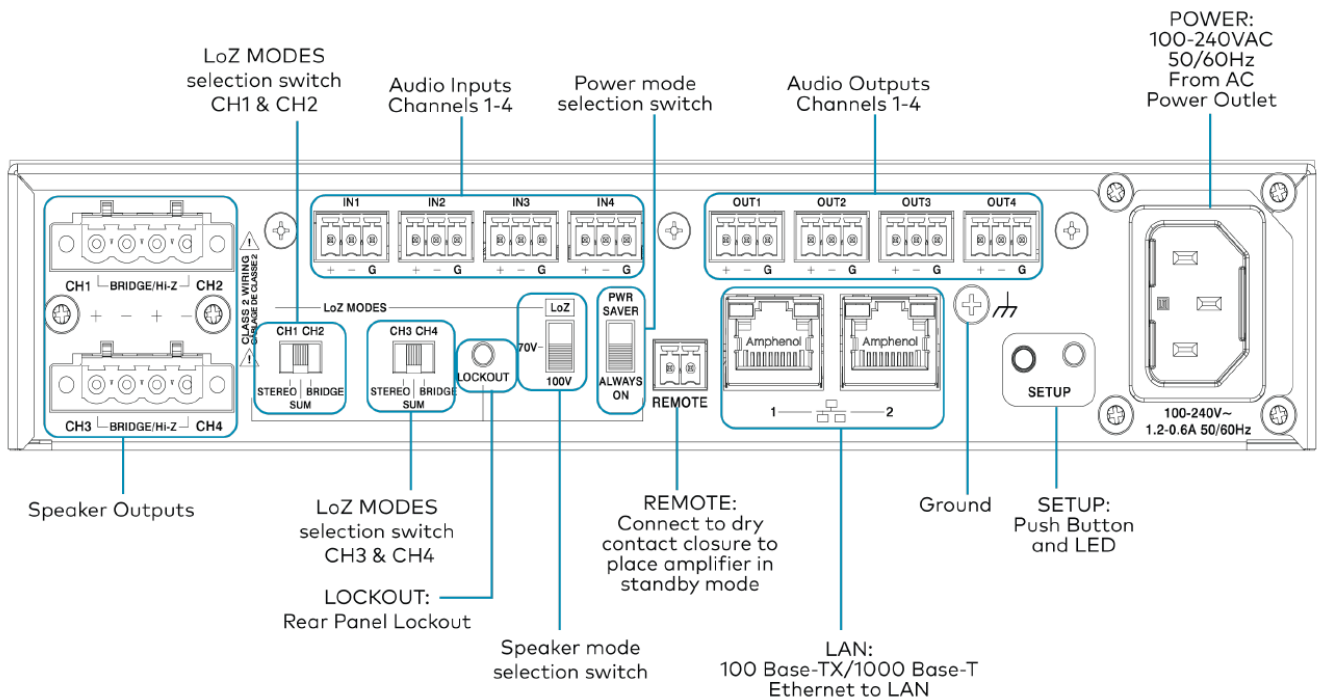 POWER:
100-240VAC
50/60Hz
From AC
Power Outlet
LoZ MODES
selection switch
CH1 & CH2
Audio Inputs
Channels 1-4
Power mode
selection switch
Audio Outputs
Channels 1-4
IN1 IN2 IN3 IN4
OUT1 OUT2 OUT3 OUT4
+ − G + − G + − G + − G
+ − G + − G + − G + − G
CH1 BRIDGE/Hi-Z CH2
+ − + −
CH3 BRIDGE/Hi-Z CH4
CLASS 2 WIRING
CÂBLAGE DE CLASSE 2
LoZ MODES
CH1 CH2
STEREO BRIDGE
SUM
CH3 CH4
STEREO BRIDGE
SUM
LOCKOUT
LoZ
70V
100V
PWR
SAVER
ALWAYS
ON
REMOTE
Amphenol Amphenol
1 2
SETUP
100-240V~
1.2-0.6A 50/60Hz
Speaker Outputs
LoZ MODES
selection switch
CH3 & CH4
LOCKOUT:
Rear Panel Lockout
Speaker mode
selection switch
REMOTE:
Connect to dry
contact closure to
place amplifier in
standby mode
LAN:
100 Base-TX/1000 Base-T
Ethernet to LAN
Ground
SETUP:
Push Button
and LED